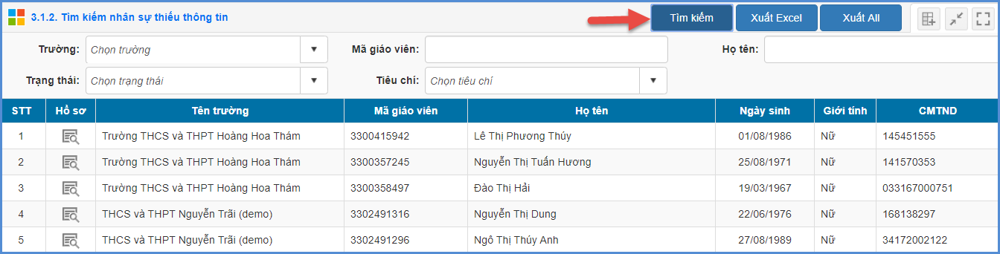 3.1.2. Tìm kiếm nhân sự thiếu thông tin Tìm kiếm Xuất Excel Xuất All
Trường: Chọn trường Mã giáo viên: Họ tên:
Trạng thái: Chọn trạng thái Tiêu chí: Chọn tiêu chí
STT Hồ sơ Tên trường Mã giáo viên Họ tên Ngày sinh Giới tính CMTND
1 Trường THCS và THPT Hoàng Hoa Thám 3300415942 Lê Thị Phương Thúy 01/08/1986 Nữ 145451555
2 Trường THCS và THPT Hoàng Hoa Thám 3300357245 Nguyễn Thị Tuấn Hương 25/08/1971 Nữ 141570353
3 Trường THCS và THPT Hoàng Hoa Thám 3300358497 Đào Thị Hải 19/03/1967 Nữ 033167000751
4 THCS và THPT Nguyễn Trãi (demo) 3302491316 Nguyễn Thị Dung 22/06/1976 Nữ 168138297
5 THCS và THPT Nguyễn Trãi (demo) 3302491296 Ngô Thị Thúy Anh 27/08/1989 Nữ 34172002122